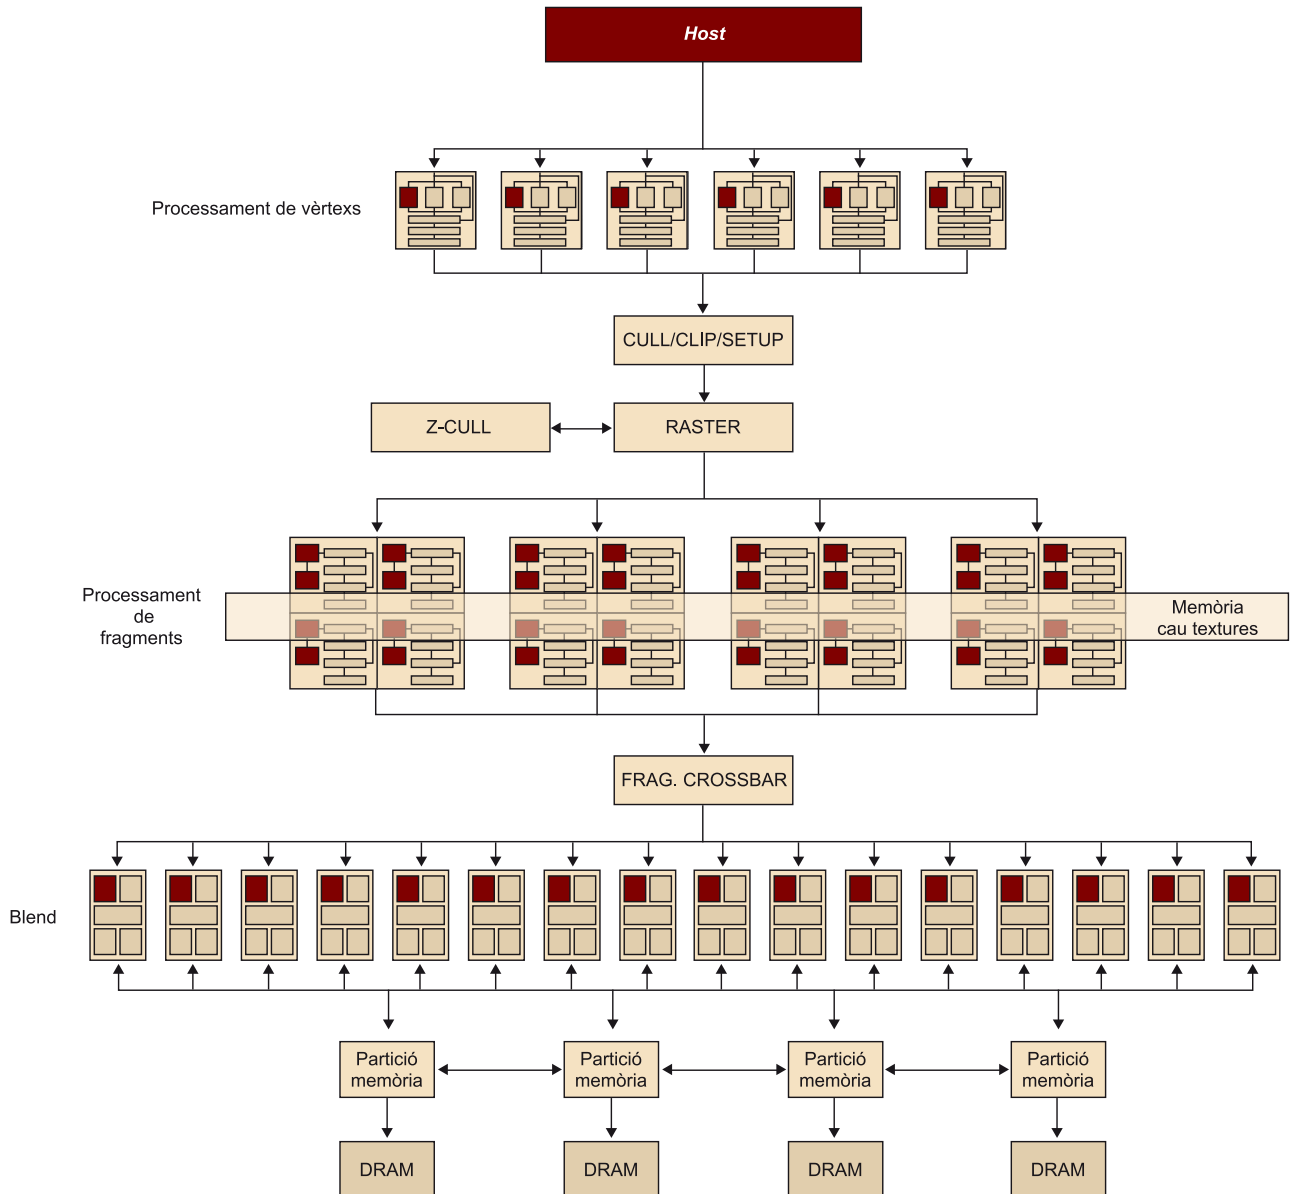 Host
Processament de vèrtexs
CULL/CLIP/SETUP
Z-CULL
RASTER
Processament
de
fragments
Memòria
cau textures
FRAG. CROSSBAR
Blend
Partició
memòria
Partició
memòria
Partició
memòria
Partició
memòria
DRAM
DRAM
DRAM
DRAM